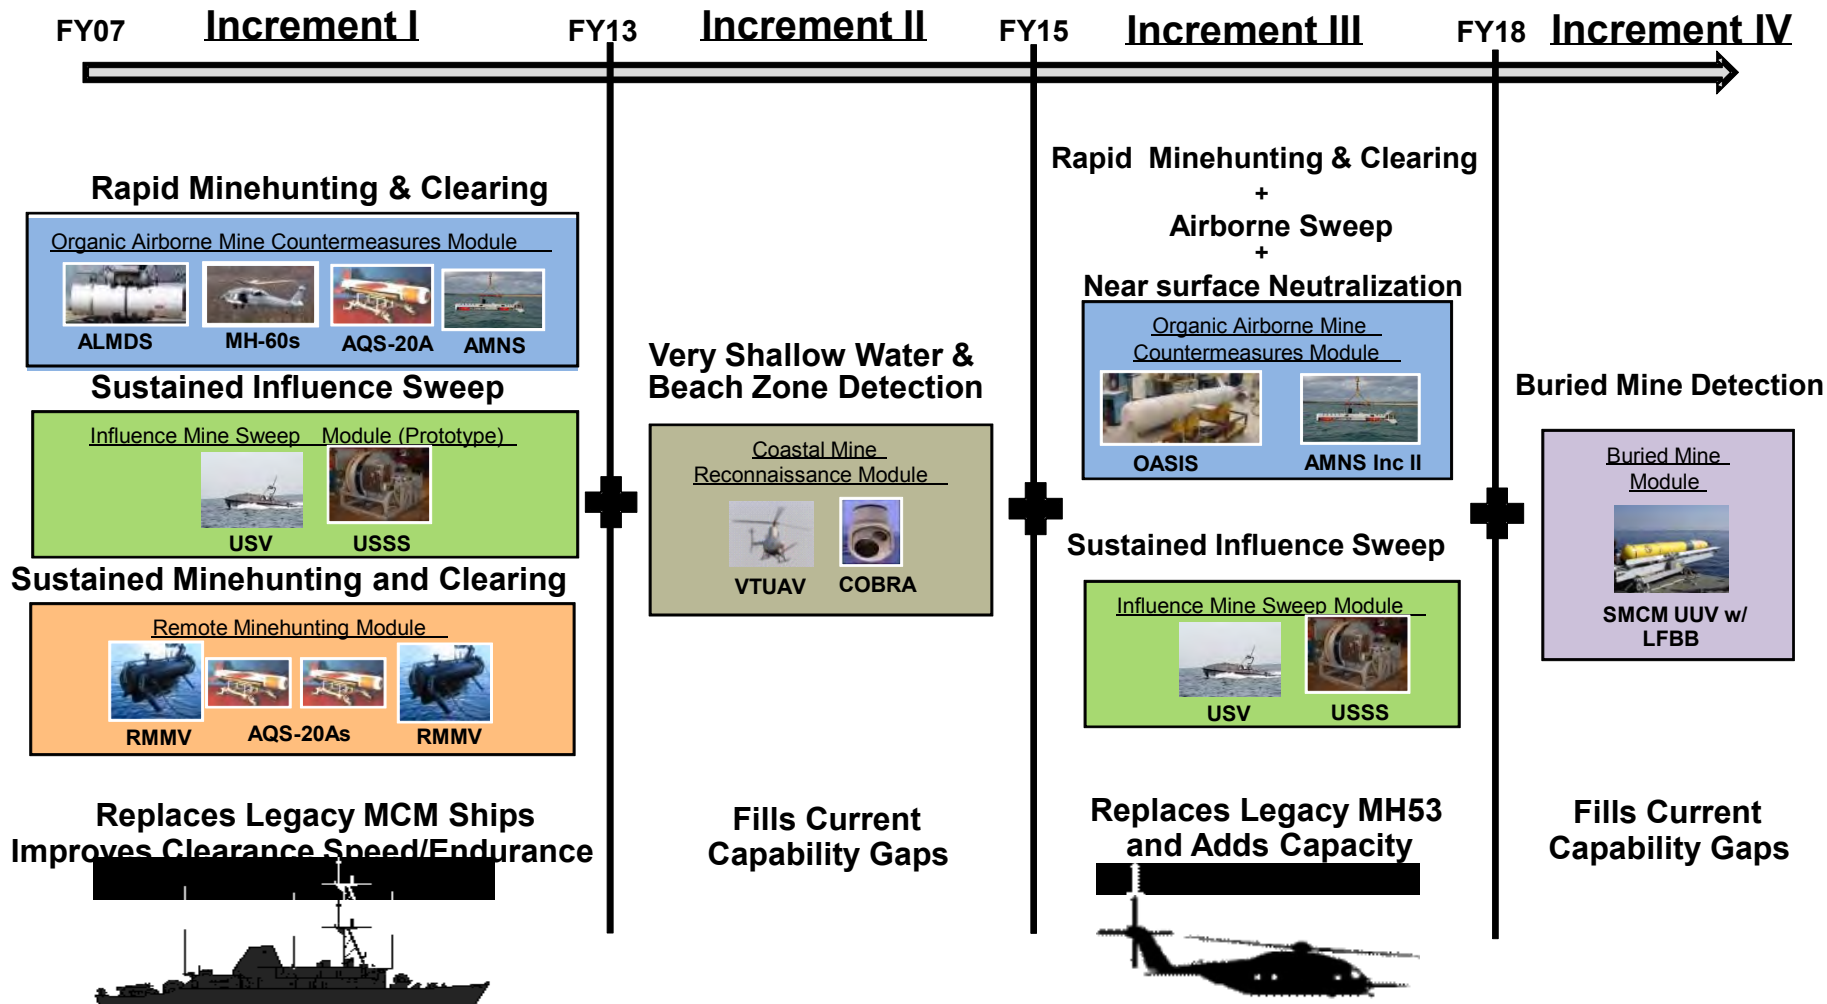 FY07 Increment I FY13 Increment II FY15 Increment III FY18 Increment IV
Rapid Minehunting & Clearing
Organic Airborne Mine Countermeasures Module
ALMDS MH-60s AQS-20A AMNS
Sustained Influence Sweep
Influence Mine Sweep Module (Prototype)
USV USSS
Sustained Minehunting and Clearing
Remote Minehunting Module
RMMV AQS-20As RMMV
Replaces Legacy MCM Ships
Improves Clearance Speed/Endurance
Very Shallow Water &
Beach Zone Detection
Coastal Mine
Reconnaissance Module
VTUAV COBRA
Fills Current
Capability Gaps
Rapid Minehunting & Clearing
+
Airborne Sweep
+
Near surface Neutralization
Organic Airborne Mine
Countermeasures Module
OASIS AMNS Inc II
Sustained Influence Sweep
Influence Mine Sweep Module
USV USSS
Replaces Legacy MH53
and Adds Capacity
Buried Mine Detection
Buried Mine
Module
SMCM UUV w/
LFBB
Fills Current
Capability Gaps